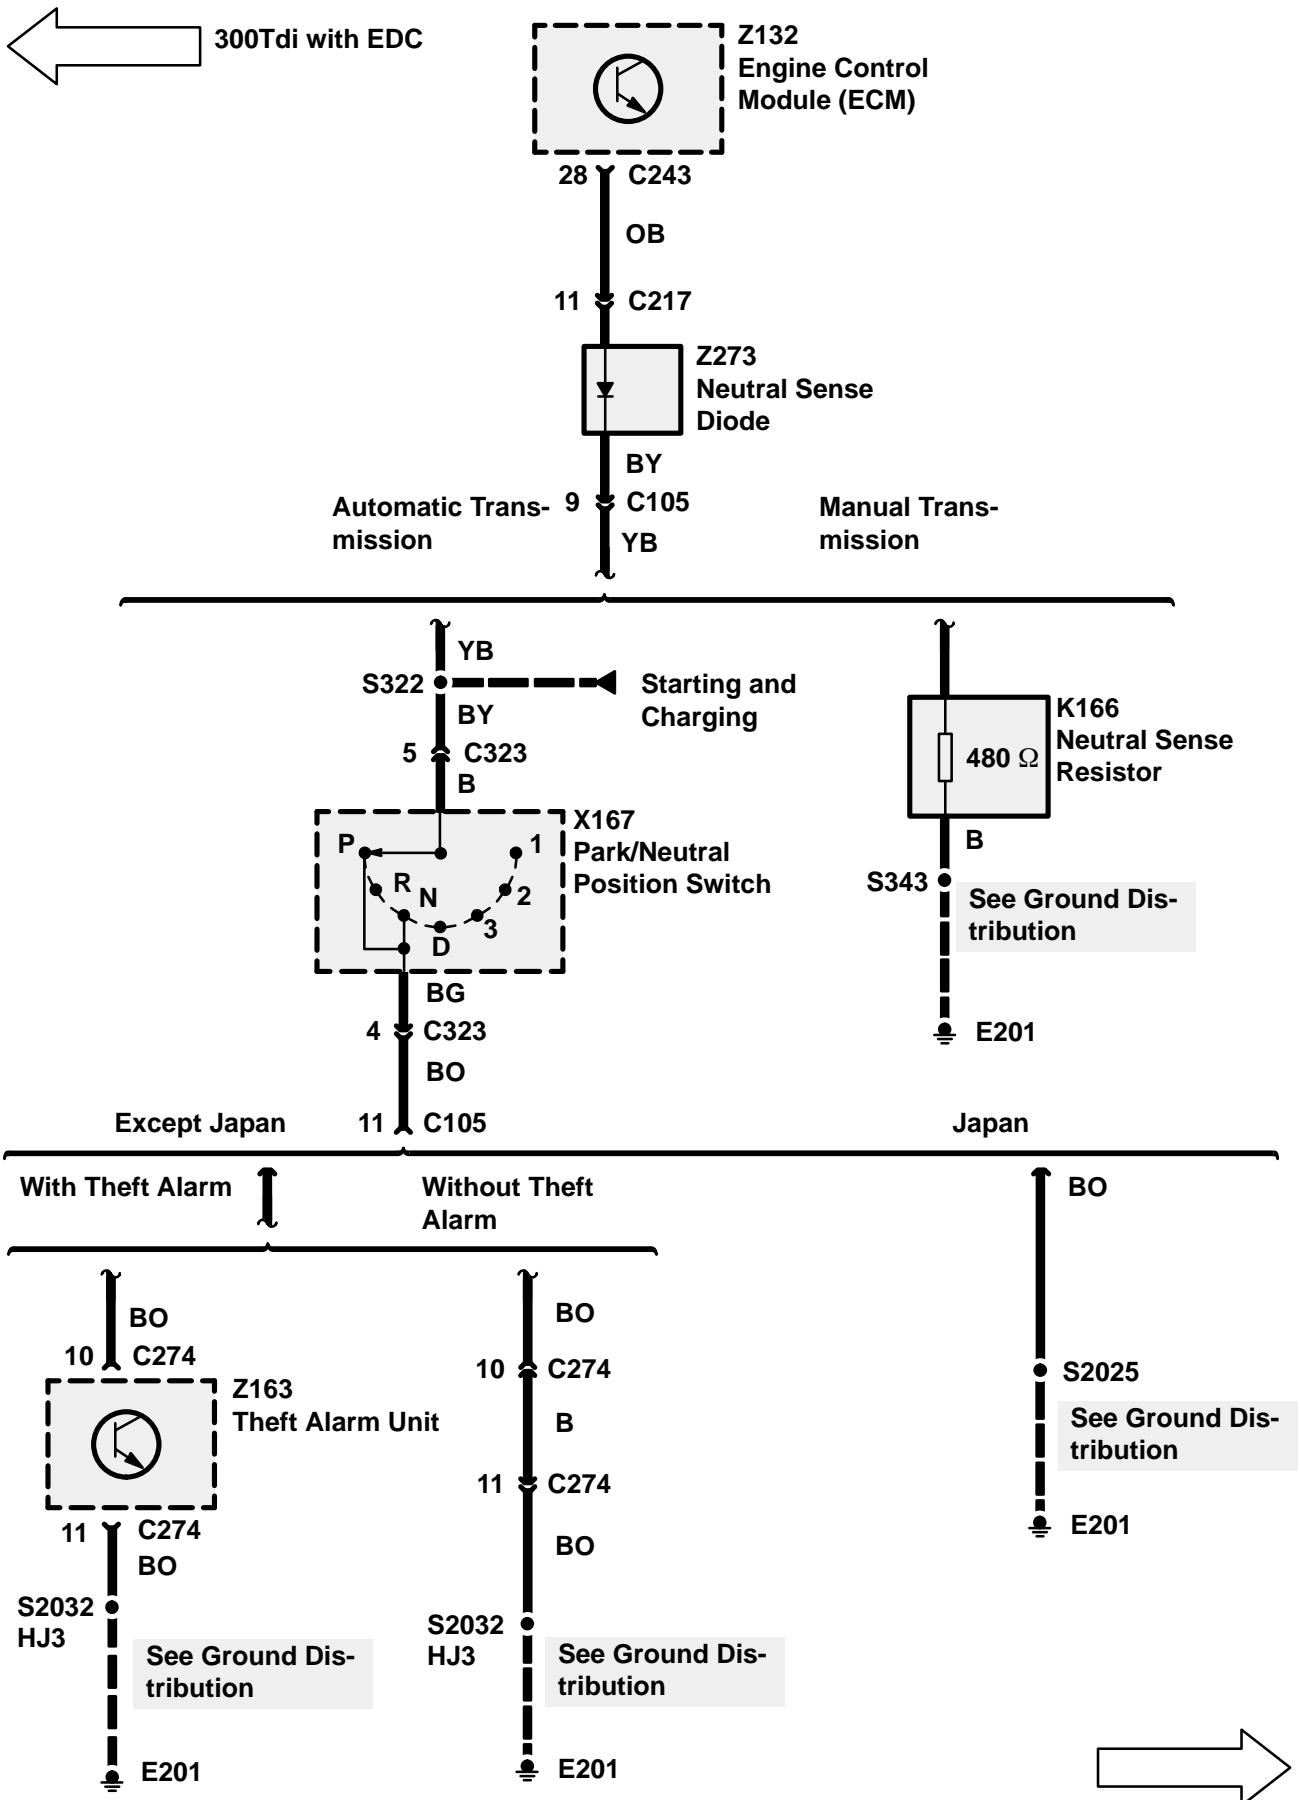 300Tdi with EDC
Z132
Engine Control
Module (ECM)
28 C243
OB
11 C217
Z273
Neutral Sense
Diode
BY
9 C105
YB
Automatic Trans-
mission
Manual Trans-
mission
YB
S322
Starting and
Charging
BY
5 C323
B
X167
Park/Neutral
Position Switch
P
R
N
D
3
2
1
BG
4 C323
BO
11 C105
K166
Neutral Sense
Resistor
480 Ω
B
S343
See Ground Dis-
tribution
E201
Except Japan
Japan
With Theft Alarm
Without Theft
Alarm
BO
10 C274
Z163
Theft Alarm Unit
11 C274
BO
S2032
HJ3
See Ground Dis-
tribution
E201
BO
10 C274
B
11 C274
BO
S2032
HJ3
See Ground Dis-
tribution
E201
BO
S2025
See Ground Dis-
tribution
E201